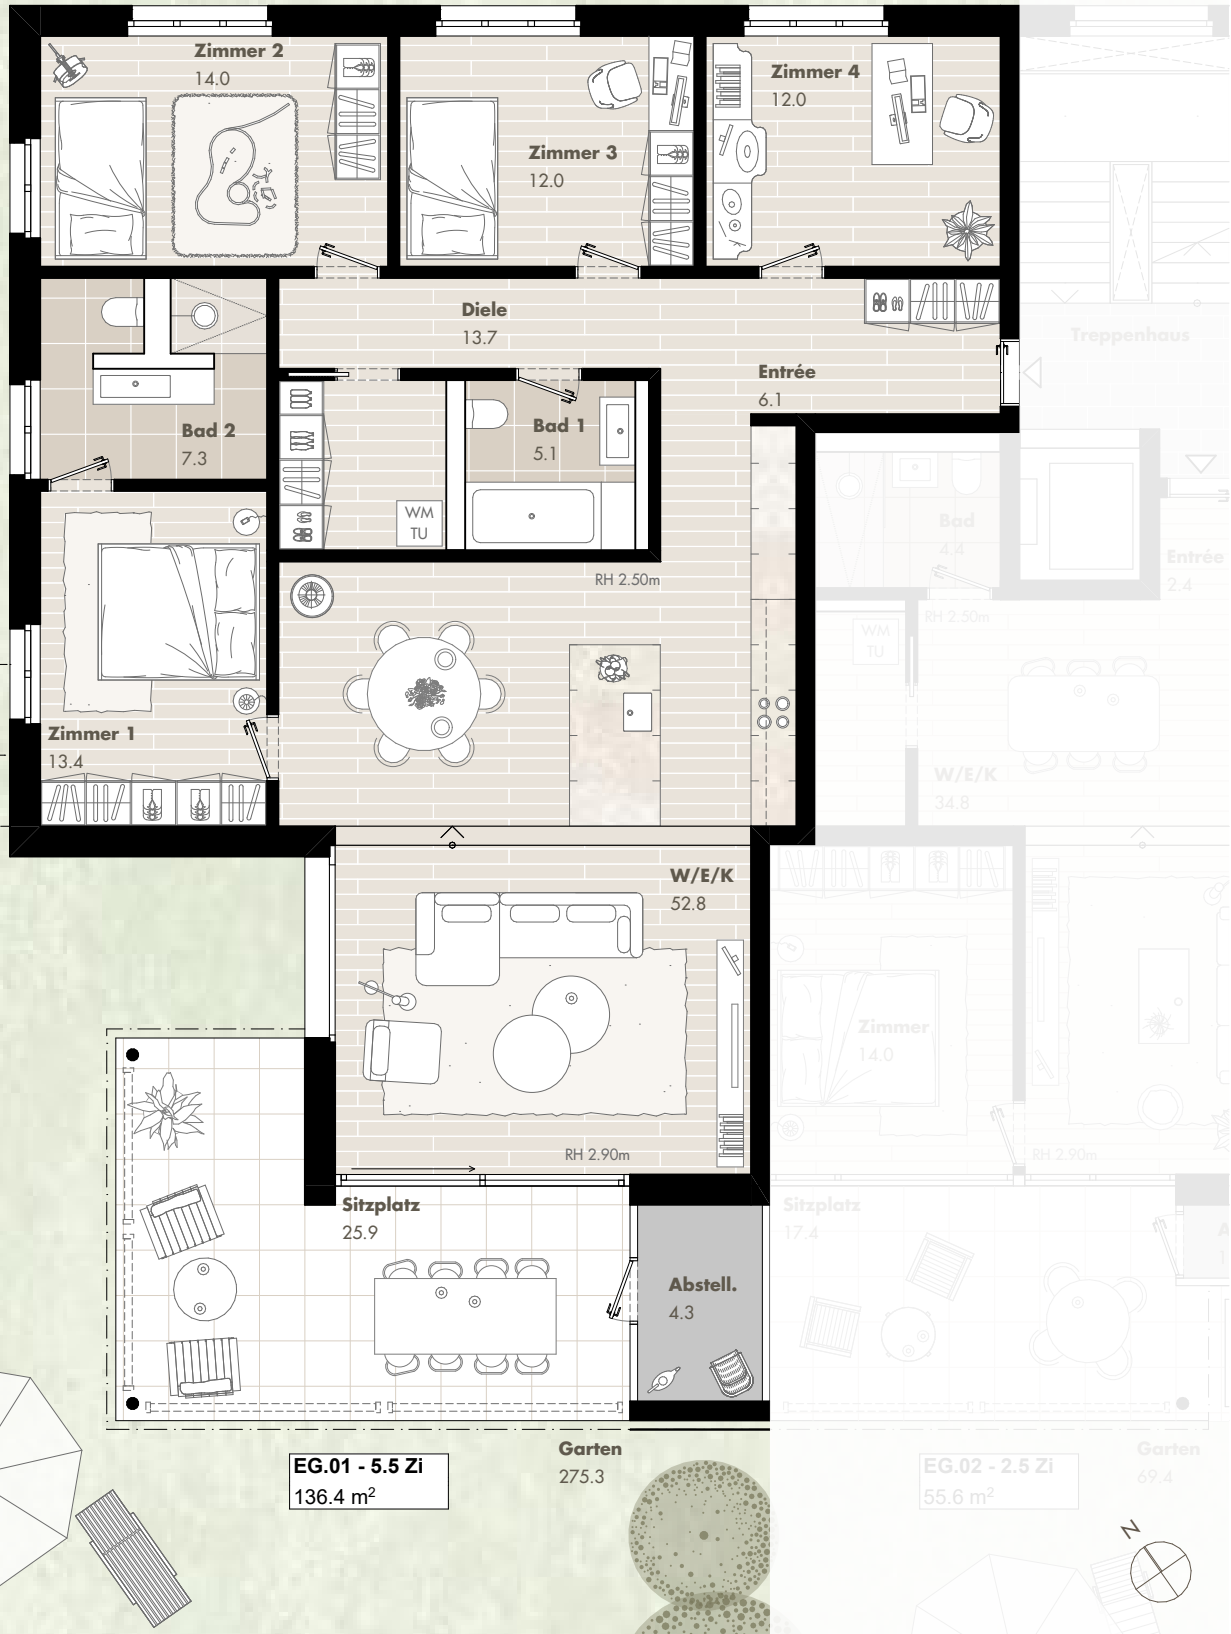 Zimmer 2
14.0
Zimmer 3
12.0
Zimmer 4
12.0
Diele
13.7
Entrée
6.1
Treppenhaus
Bad 2
7.3
Bad 1
5.1
WM
TU
Bad
4.4
Entrée
2.4
RH 2.50m
RH 2.50m
WM
TU
Zimmer 1
13.4
W/E/K
34.8
W/E/K
52.8
Zimmer
14.0
RH 2.90m
RH 2.90m
Sitzplatz
25.9
Sitzplatz
17.4
Abstell.
4.3
A
1
Garten
275.3
Garten
69.4
EG.01 - 5.5 Zi
136.4 m²
EG.02 - 2.5 Zi
55.6 m²
N